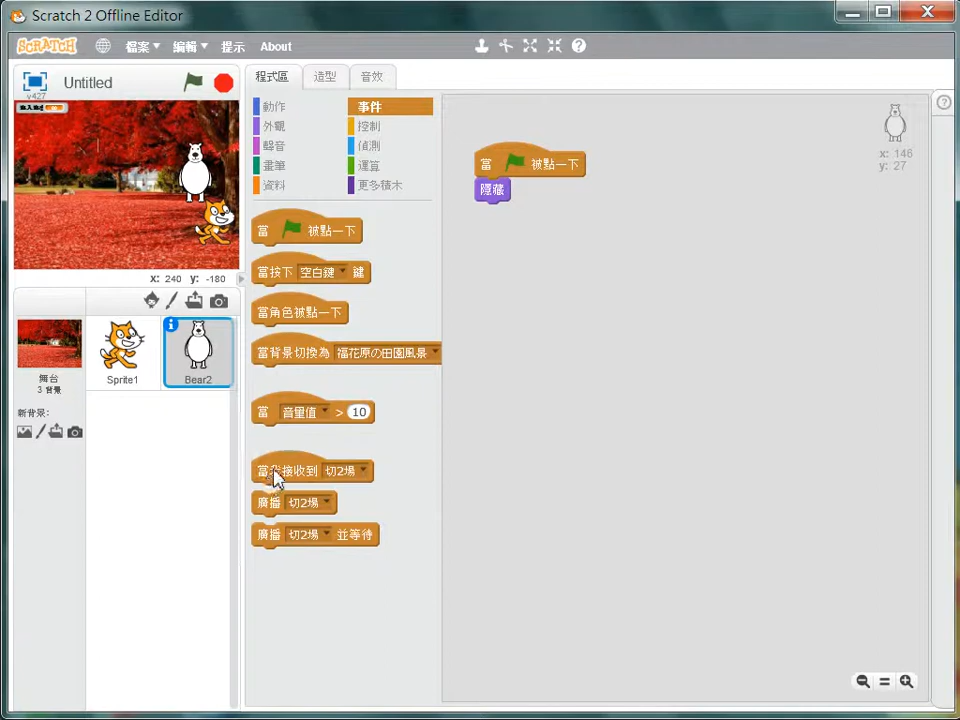 Scratch 2 Offline Editor
SCRATCH 檔案 編輯 提示 About
v427 Untitled
程式區 造型 音效
動作 事件
外觀 控制
聲音 偵測
畫筆 運算
資料 更多積木
當 被點一下
當按下 空白鍵 鍵
當角色被點一下
當背景切換為 福花原の田園風景
當 音量值 > 10
當我接收到 切2場
廣播 切2場
廣播 切2場 並等待
當 被點一下
隱藏
x: 146
y: 27
x: 240 y: -180
Sprite1
Bear2
舞台
3 背景
新背景: